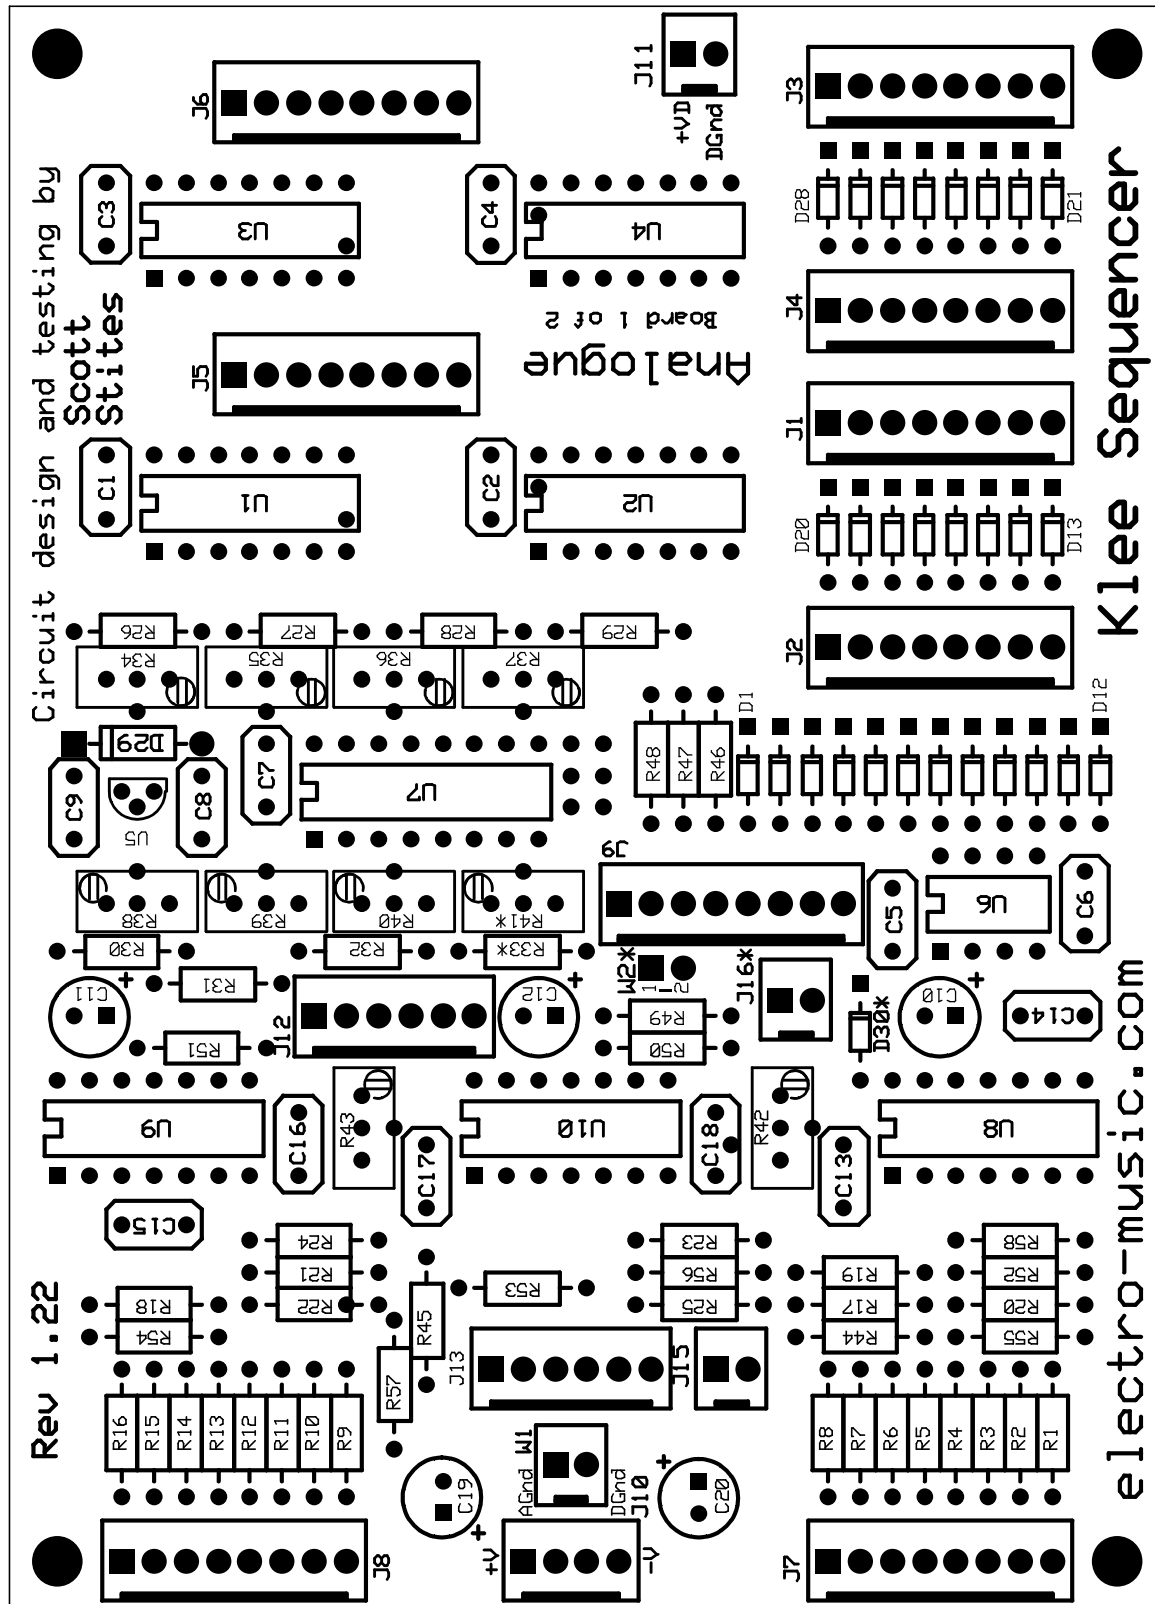 J11
J3
J6
+VD
DGnd
Circuit design and testing by
Scott
Stites
C3
U3
C4
U4
D28
D21
Klee Sequencer
J4
Board 1 of 2
Analogue
J5
J1
C1
U1
C2
U2
D20
D13
J2
R26
R27
R28
R29
R34
R35
R36
R37
D1
D12
D29
C9
U5
C8
C7
U7
R48
R47
R46
J9
R38
R39
R40
R41*
C5
U6
C6
R30
R32
R33*
W2*
1
2
J16*
C11
+
R31
J12
C12
+
R49
R50
D30*
C10
+
C14
R51
U9
C16
R43
C17
U10
C18
R42
C13
U8
electro-music.com
C15
R24
R21
R22
R23
R56
R25
R19
R17
R44
R58
R52
R20
R55
Rev 1.22
R18
R54
R45
R53
R57
J13
J15
R16
R15
R14
R13
R12
R11
R10
R9
R8
R7
R6
R5
R4
R3
R2
R1
W1
AGnd
DGnd
J10
C19
+
C20
+
J8
+V
-V
J7